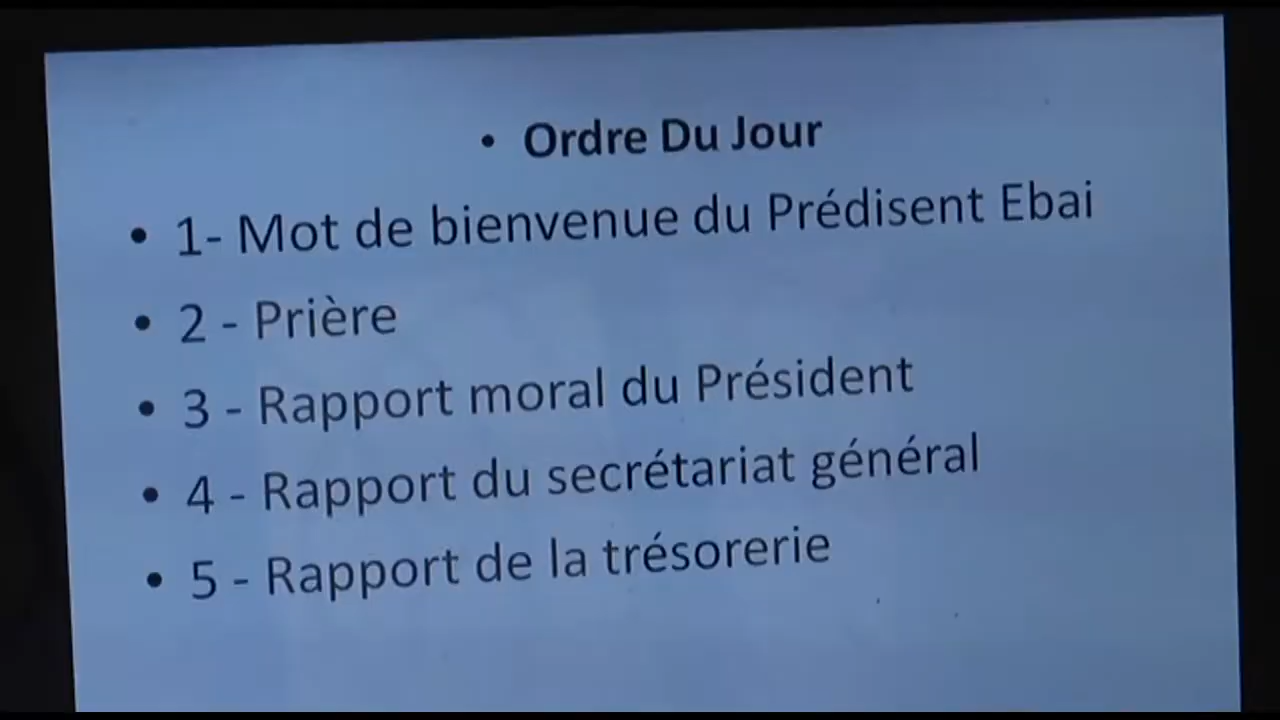 • Ordre Du Jour
• 1- Mot de bienvenue du Prédisent Ebai
• 2 - Prière
• 3 - Rapport moral du Président
• 4 - Rapport du secrétariat général
• 5 - Rapport de la trésorerie